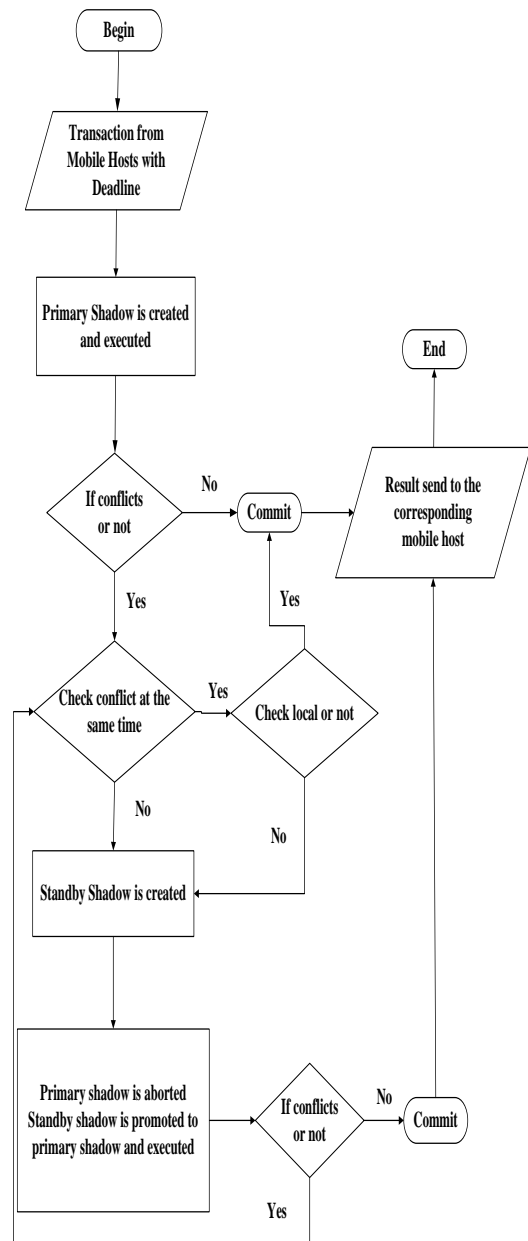 Begin
Transaction from
Mobile Hosts with
Deadline
Primary Shadow is created
and executed
End
If conflicts
or not
No
Commit
Result send to the
corresponding
mobile host
Yes
Yes
Check conflict at the
same time
Yes
Check local or not
No
No
Standby Shadow is created
Primary shadow is aborted
Standby shadow is promoted to
primary shadow and executed
If conflicts
or not
No
Commit
Yes